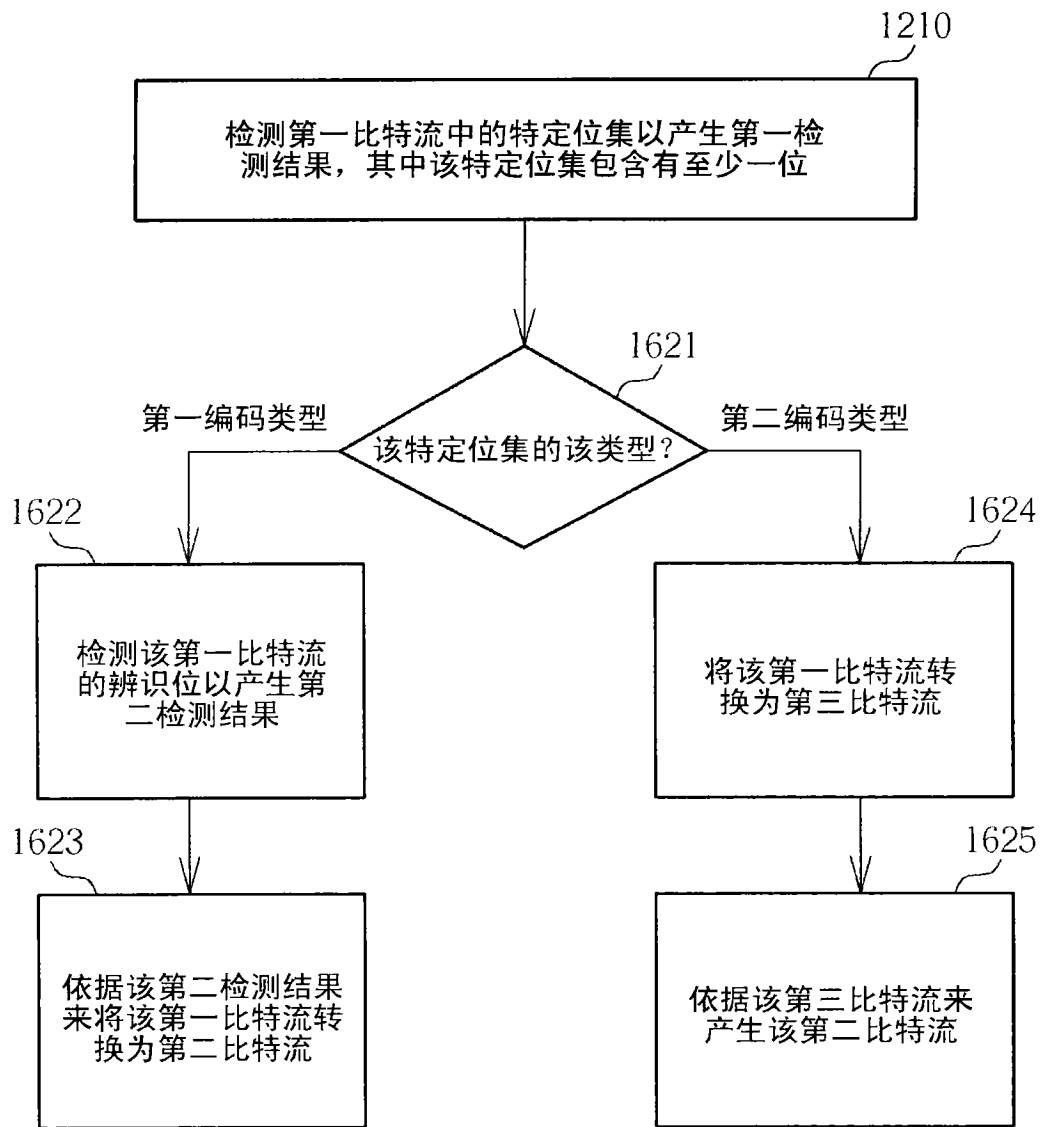 1210
检测第一比特流中的特定位集以产生第一检
测结果，其中该特定位集包含有至少一位
1621
第一编码类型
第二编码类型
该特定位集的该类型？
1622
1624
检测该第一比特流
的辨识位以产生第
二检测结果
将该第一比特流转
换为第三比特流
1623
1625
依据该第二检测结果
来将该第一比特流转
换为第二比特流
依据该第三比特流来
产生该第二比特流